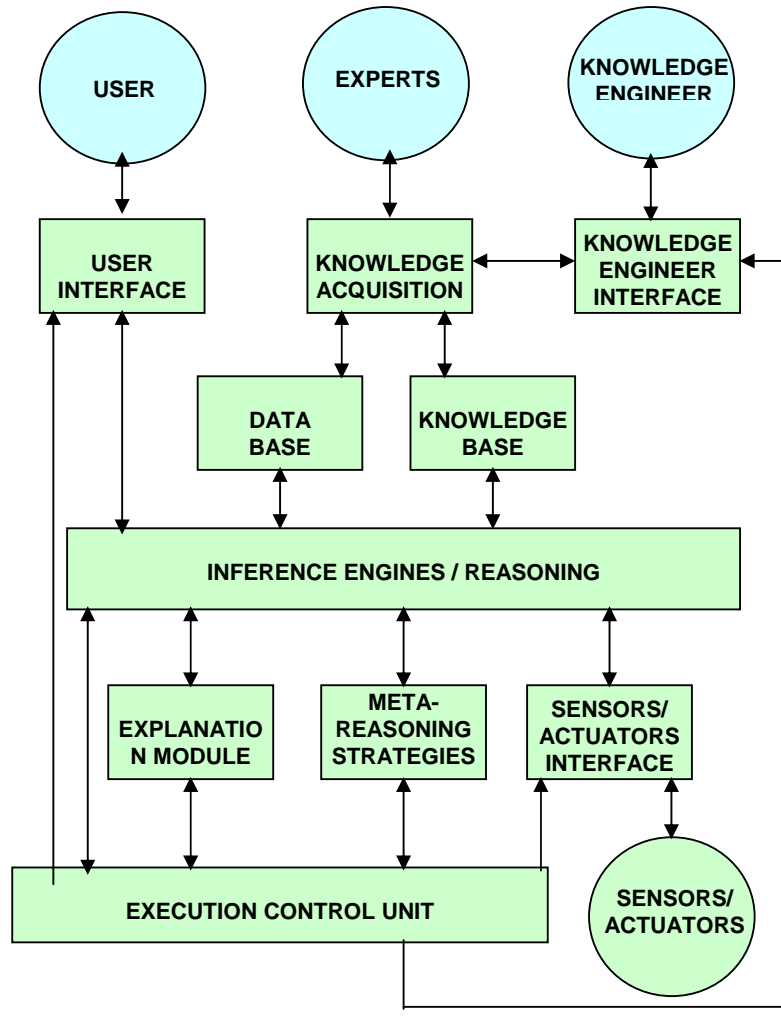 USER
EXPERTS
KNOWLEDGE
ENGINEER
USER
INTERFACE
KNOWLEDGE
ACQUISITION
KNOWLEDGE
ENGINEER
INTERFACE
DATA
BASE
KNOWLEDGE
BASE
INFERENCE ENGINES / REASONING
EXPLANATIO
N MODULE
META-
REASONING
STRATEGIES
SENSORS/
ACTUATORS
INTERFACE
EXECUTION CONTROL UNIT
SENSORS/
ACTUATORS